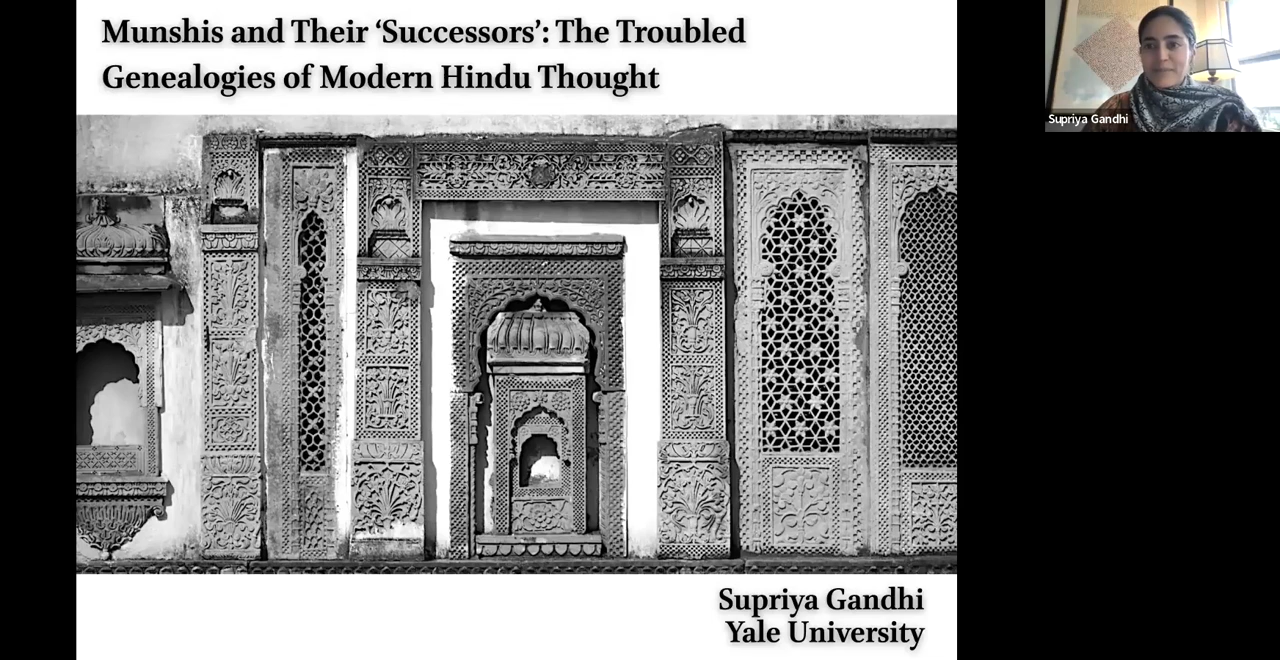 Munshis and Their ‘Successors’: The Troubled
Genealogies of Modern Hindu Thought
Supriya Gandhi
Supriya Gandhi
Yale University